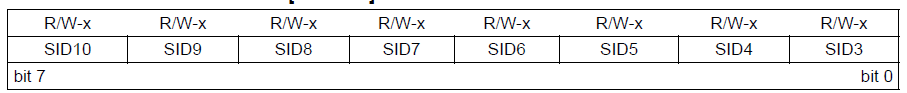 R/W-x R/W-x R/W-x R/W-x R/W-x R/W-x R/W-x R/W-x
SID10 SID9 SID8 SID7 SID6 SID5 SID4 SID3
bit 7 bit 0